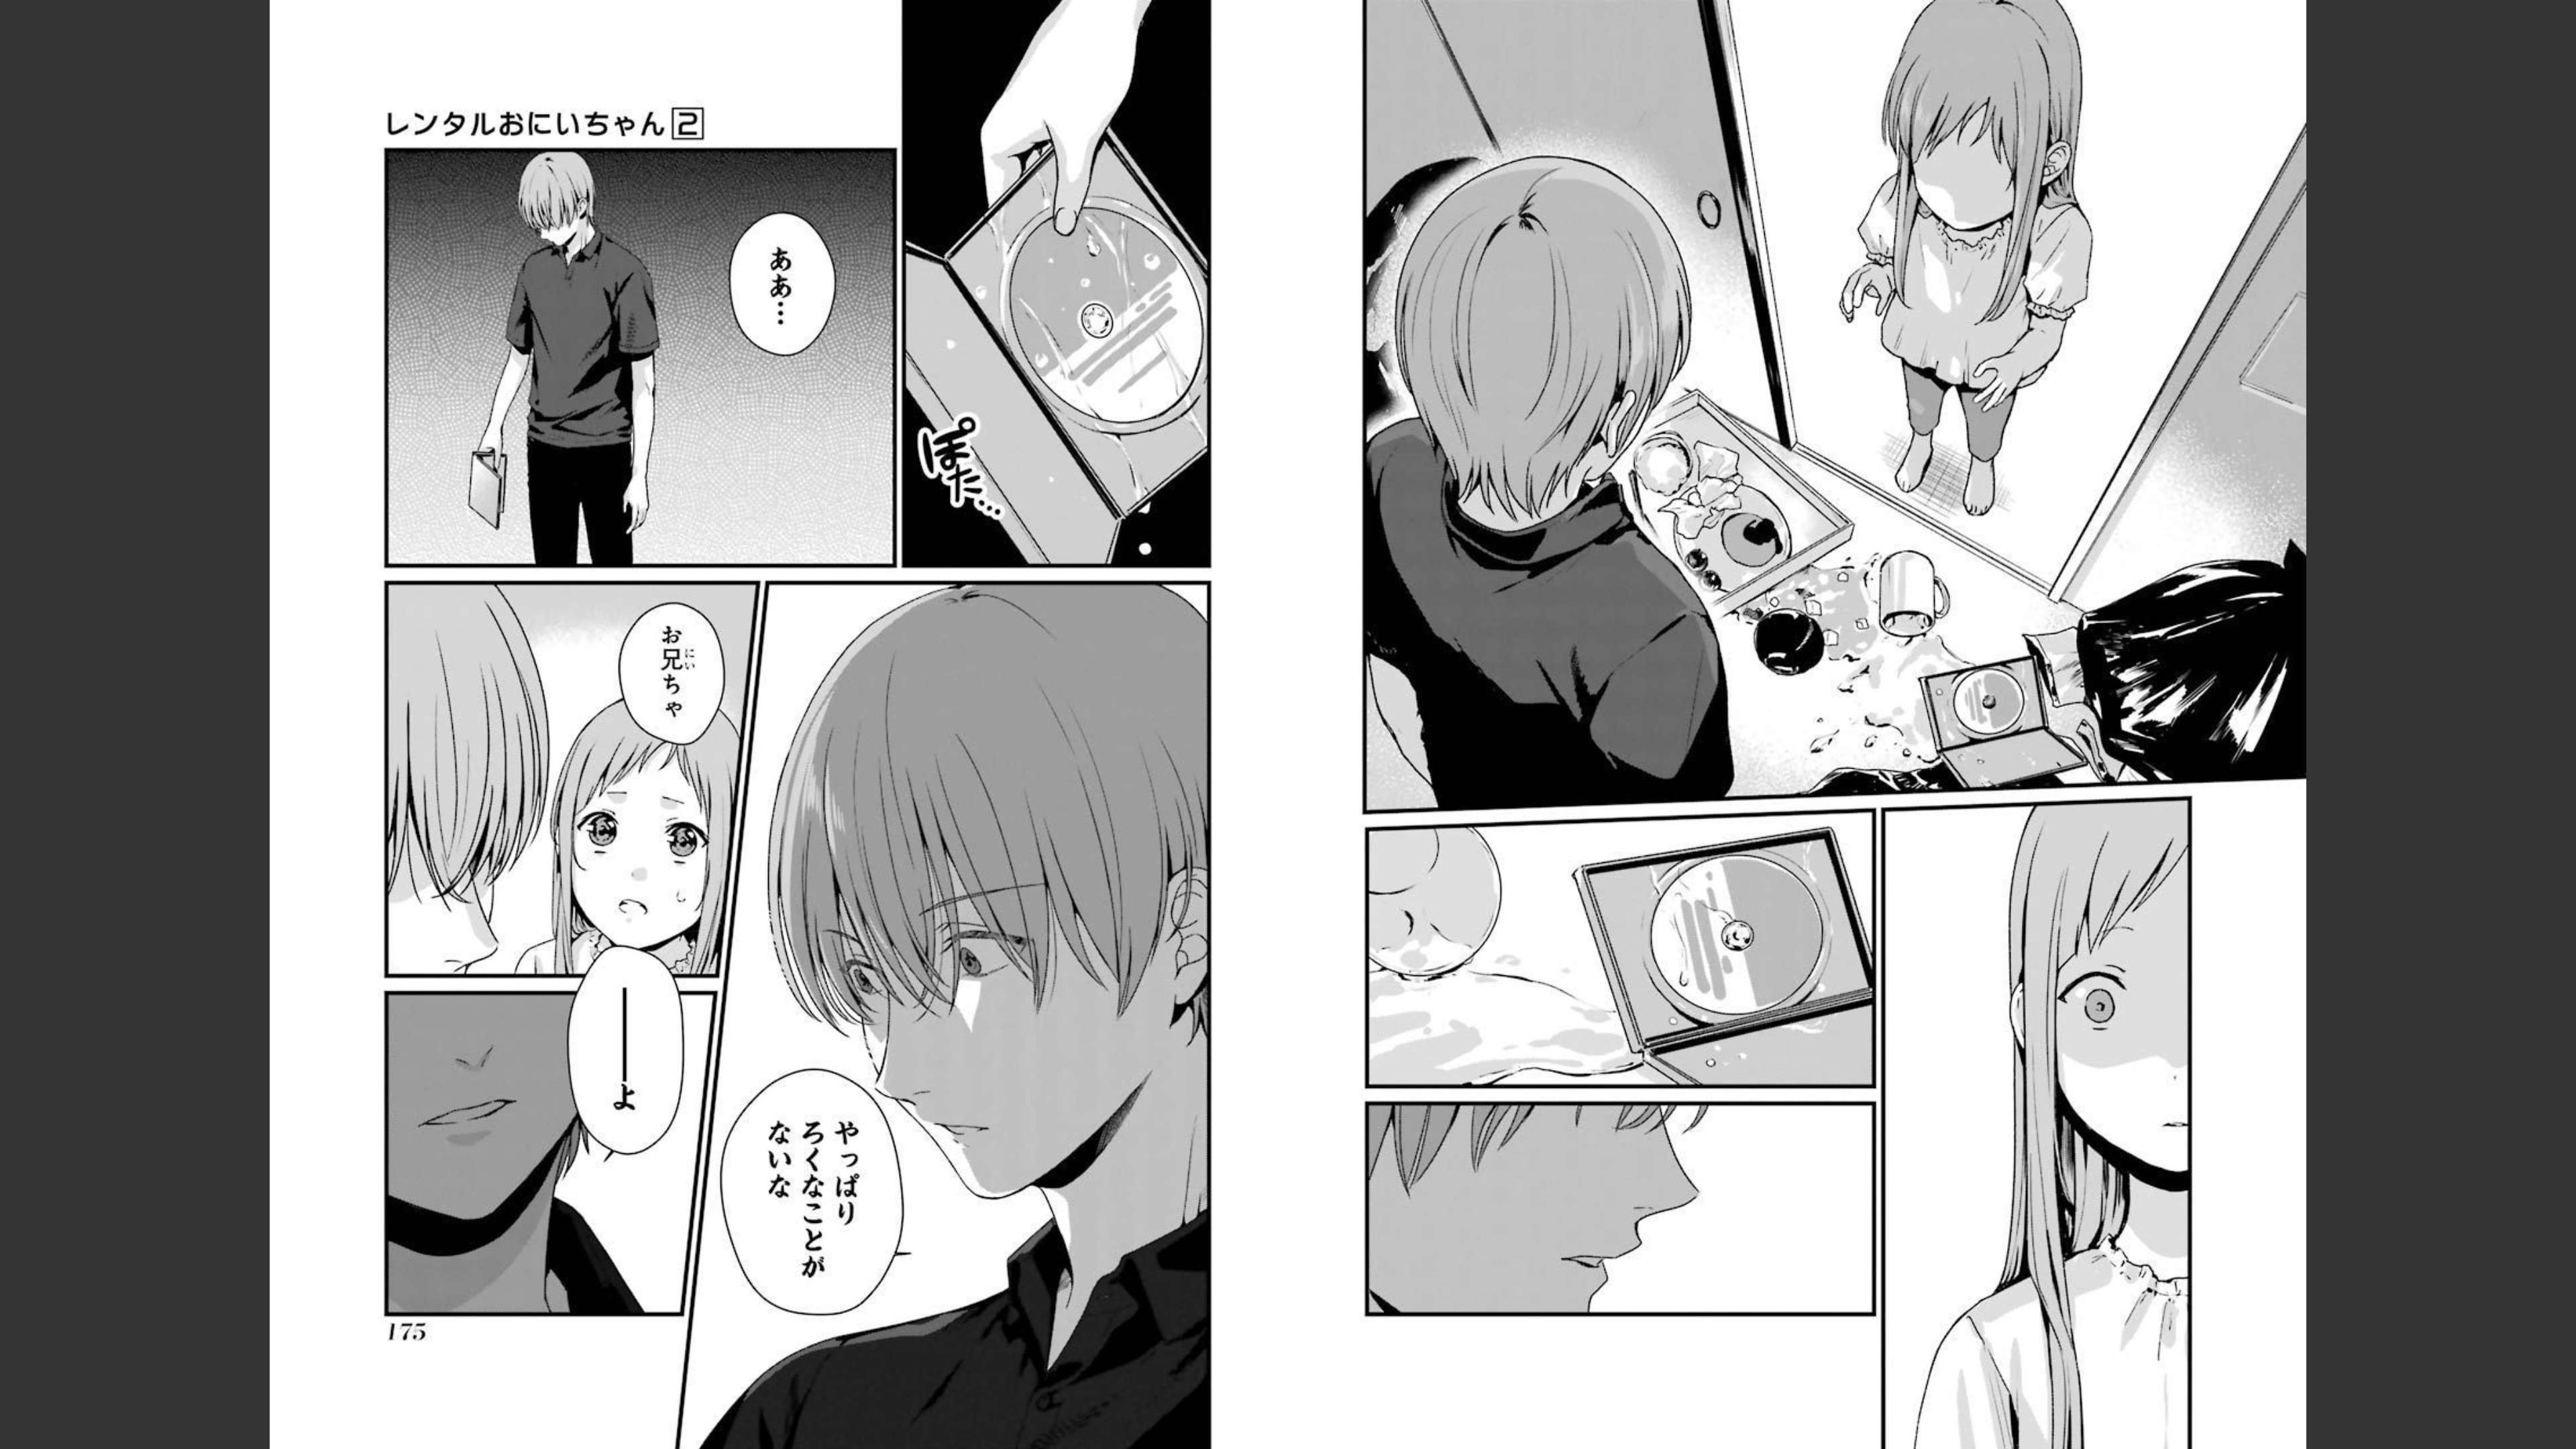 レンタルおにいちゃん2
ぽた…
ああ…
やっぱり
ろくなことが
ないな
お兄ちゃ
にい
――よ
175